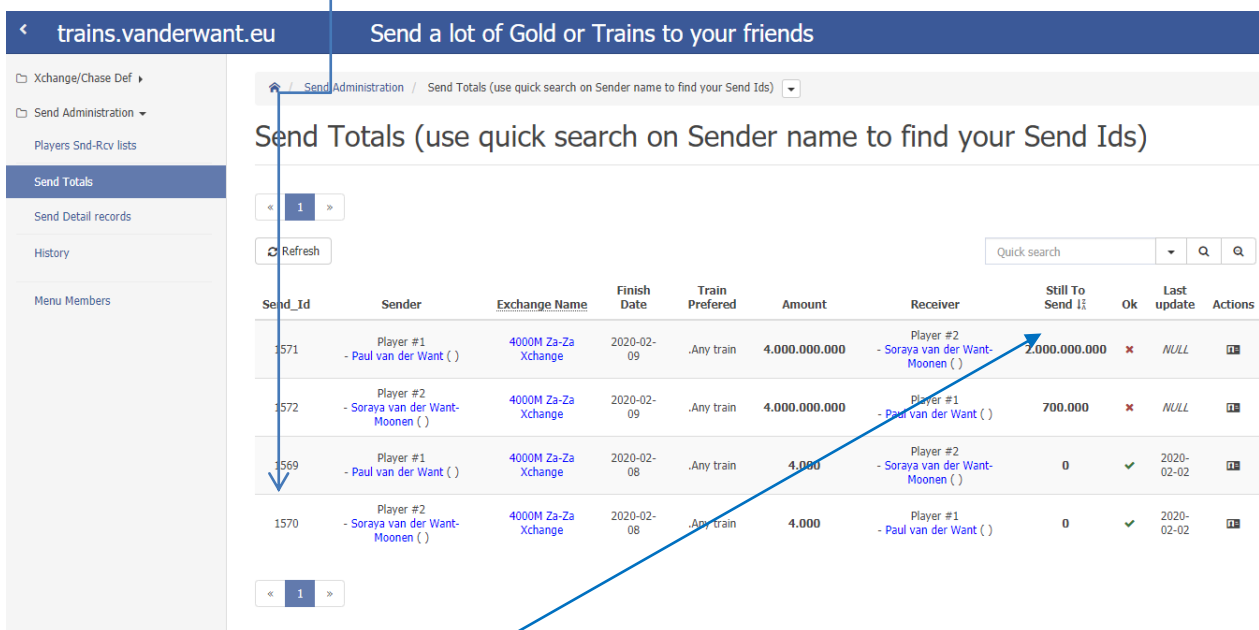 trains.vanderwant.eu Send a lot of Gold or Trains to your friends
Xchange/Chase Def
Send Administration
Players Snd-Rcv lists
Send Totals
Send Detail records
History
Menu Members
/ Send Administration / Send Totals (use quick search on Sender name to find your Send Ids)
Send Totals (use quick search on Sender name to find your Send Ids)
« 1 »
Refresh Quick search
Send_Id Sender Exchange Name Finish Date Train Prefered Amount Receiver Still To Send Ok Last update Actions
1571 Player #1 - Paul van der Want ( ) 4000M Za-Za Xchange 2020-02-09 .Any train 4.000.000.000 Player #2 - Soraya van der Want-Moonen ( ) 2.000.000.000 NULL
1572 Player #2 - Soraya van der Want-Moonen ( ) 4000M Za-Za Xchange 2020-02-09 .Any train 4.000.000.000 Player #1 - Paul van der Want ( ) 700.000 NULL
1569 Player #1 - Paul van der Want ( ) 4000M Za-Za Xchange 2020-02-08 .Any train 4.000 Player #2 - Soraya van der Want-Moonen ( ) 0 2020-02-02
1570 Player #2 - Soraya van der Want-Moonen ( ) 4000M Za-Za Xchange 2020-02-08 .Any train 4.000 Player #1 - Paul van der Want ( ) 0 2020-02-02
« 1 »